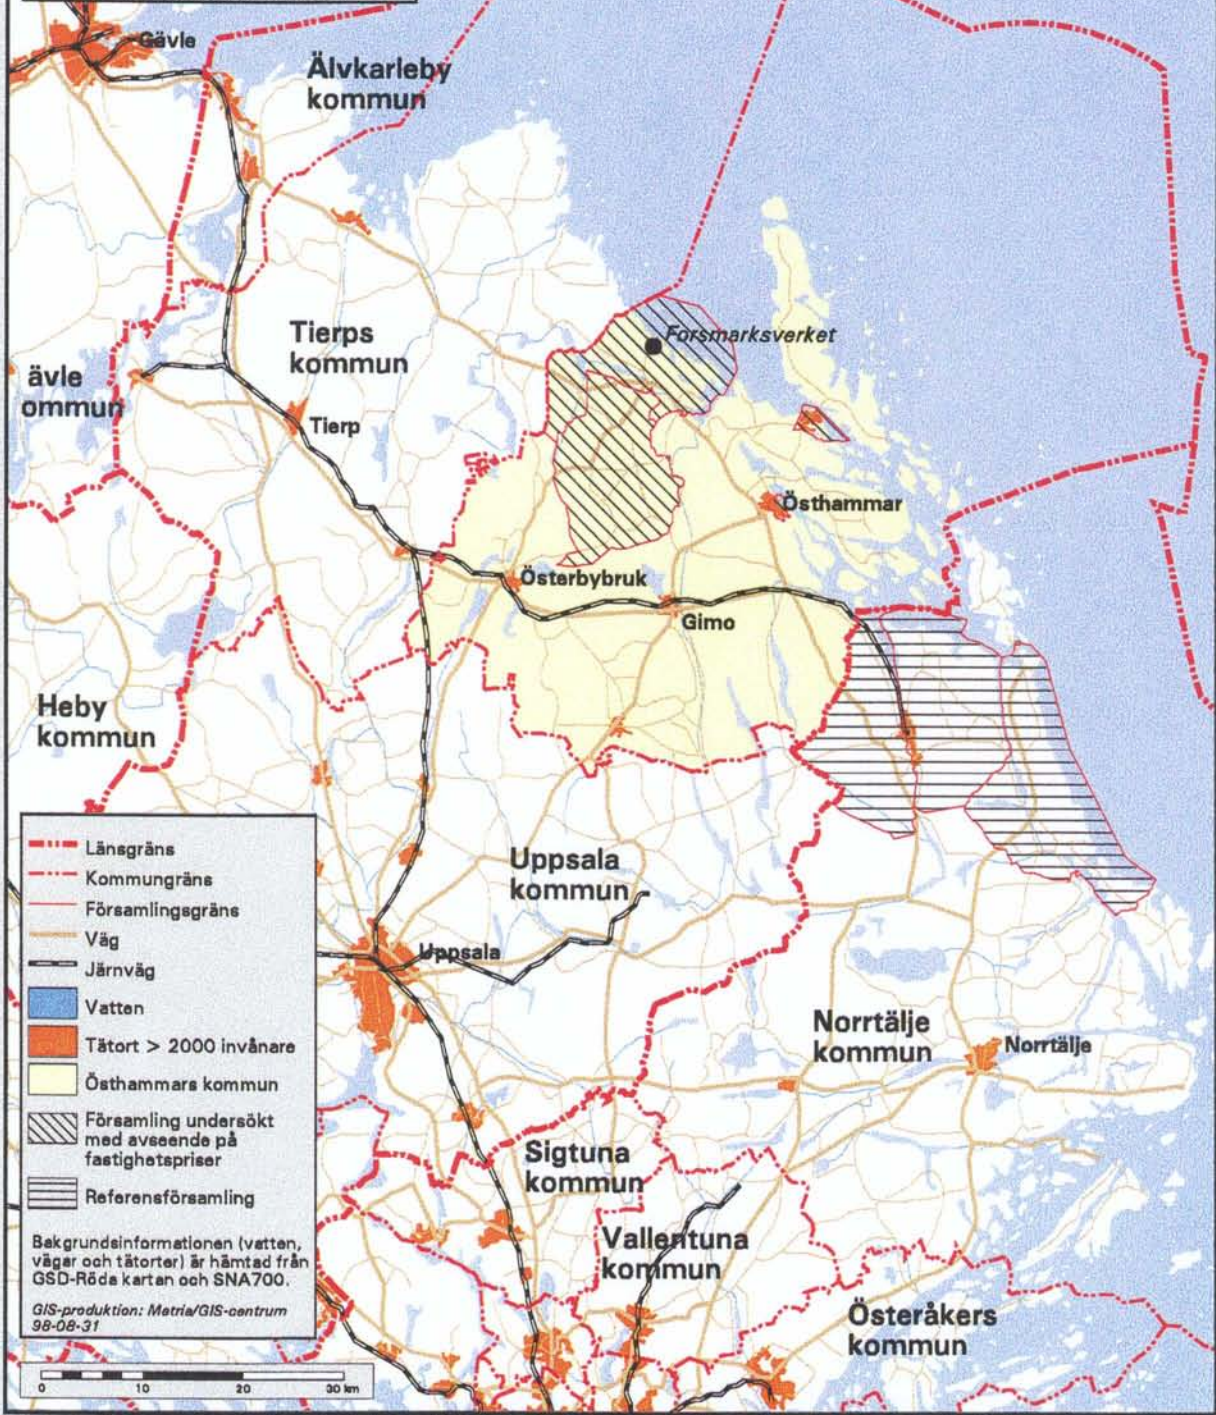 Gävle
Älvkarleby
kommun
Tierps
kommun
Forsmarksverket
ävle
ommun
Tierp
Östhammar
Österbybruk
Gimo
Heby
kommun
Länsgräns
Kommungräns
Församlingsgräns
Väg
Järnväg
Vatten
Tätort > 2000 invånare
Östhammars kommun
Församling undersökt
med avseende på
fastighetspriser
Referensförsamling
Bakgrundsinformationen (vatten,
vägar och tätorter) är hämtad från
GSD-Röda kartan och SNA700.
GIS-produktion: Metria/GIS-centrum
98-08-31
0 10 20 30 km
Uppsala
kommun
Uppsala
Norrtälje
kommun
Norrtälje
Sigtuna
kommun
Vallentuna
kommun
Österåkers
kommun